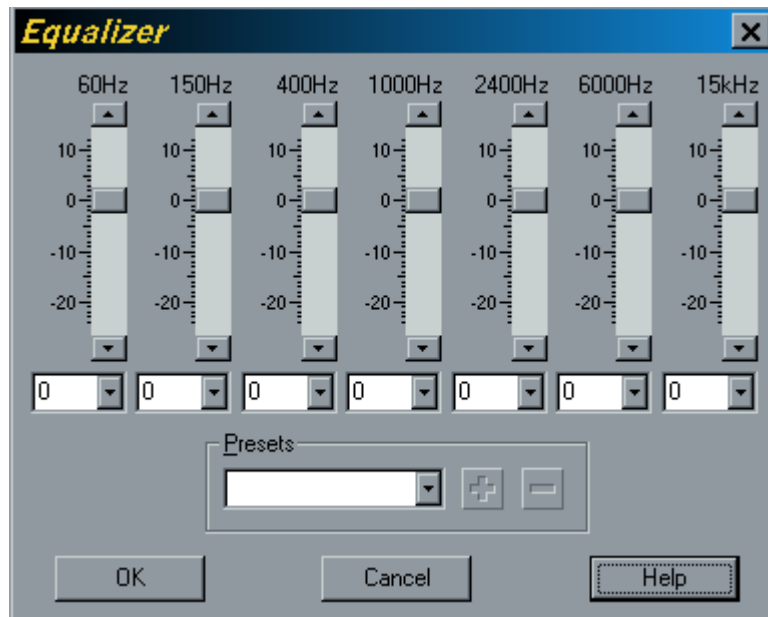 Equalizer
60Hz 150Hz 400Hz 1000Hz 2400Hz 6000Hz 15kHz
10 10 10 10 10 10 10
0 0 0 0 0 0 0
-10 -10 -10 -10 -10 -10 -10
-20 -20 -20 -20 -20 -20 -20
0 0 0 0 0 0 0
Presets
OK Cancel Help